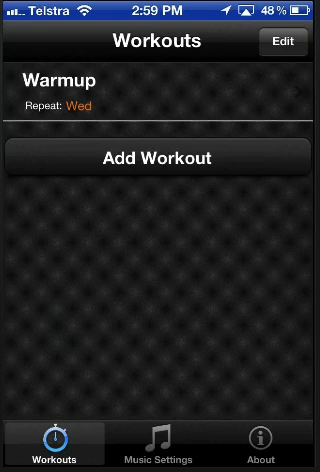 Telstra 2:59 PM 48%
Workouts Edit
Warmup
Repeat: Wed
Add Workout
Workouts Music Settings About